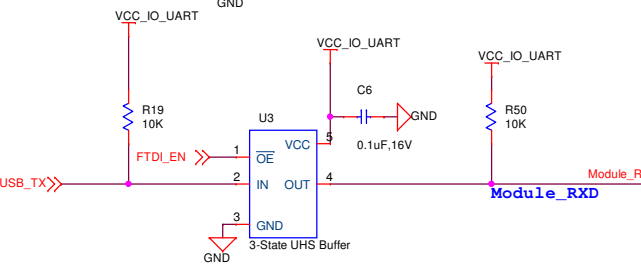 GND
VCC_IO_UART
VCC_IO_UART
VCC_IO_UART
C6
R19
10K
U3
GND
R50
10K
0.1uF,16V
FTDI_EN
1
OE
VCC
5
USB_TX
2
IN
OUT
4
Module_R
Module_RXD
3
GND
3-State UHS Buffer
GND